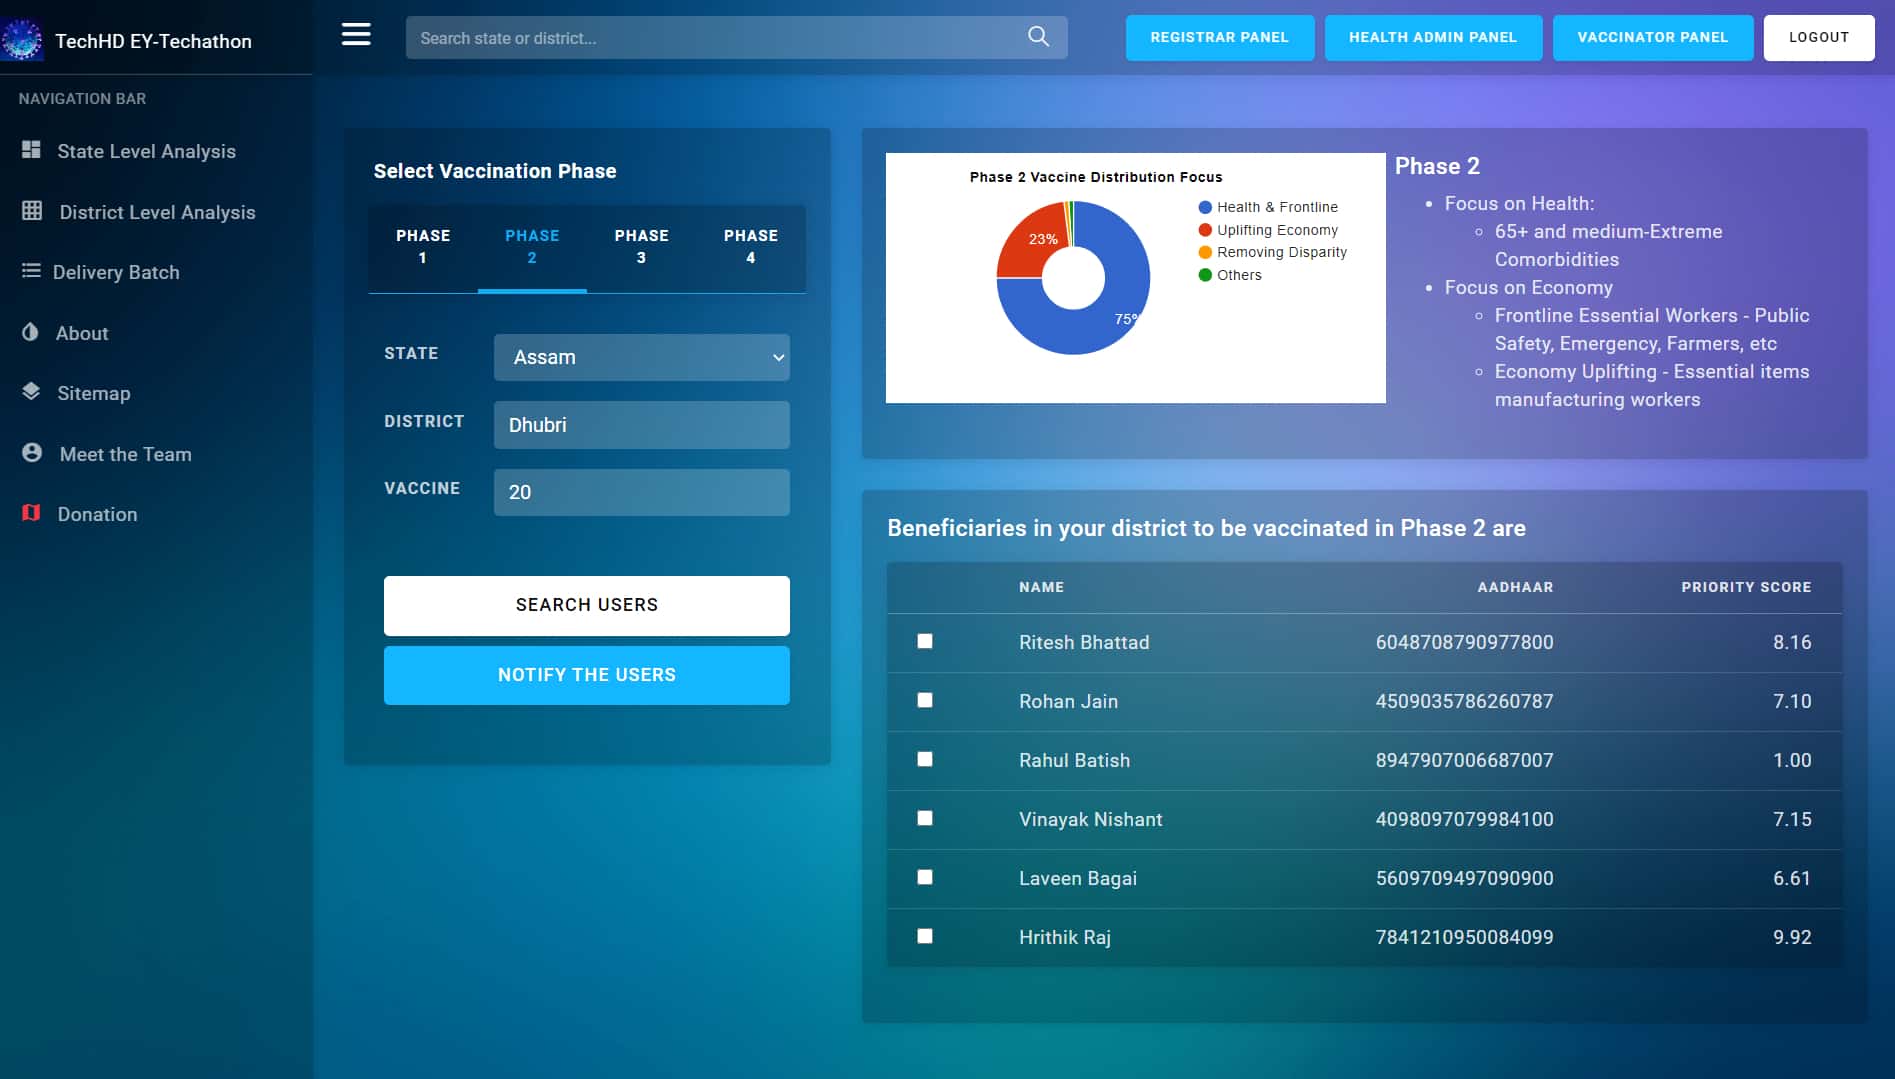 TechHD EY-Techathon
Search state or district...
REGISTRAR PANEL
HEALTH ADMIN PANEL
VACCINATOR PANEL
LOGOUT
NAVIGATION BAR
State Level Analysis
District Level Analysis
Delivery Batch
About
Sitemap
Meet the Team
Donation
Select Vaccination Phase
PHASE
1
PHASE
2
PHASE
3
PHASE
4
STATE
Assam
DISTRICT
Dhubri
VACCINE
20
SEARCH USERS
NOTIFY THE USERS
Phase 2 Vaccine Distribution Focus
23%
75%
Health & Frontline
Uplifting Economy
Removing Disparity
Others
Phase 2
Focus on Health:
65+ and medium-Extreme
Comorbidities
Focus on Economy
Frontline Essential Workers - Public
Safety, Emergency, Farmers, etc
Economy Uplifting - Essential items
manufacturing workers
Beneficiaries in your district to be vaccinated in Phase 2 are
NAME AADHAAR PRIORITY SCORE
Ritesh Bhattad 6048708790977800 8.16
Rohan Jain 4509035786260787 7.10
Rahul Batish 8947907006687007 1.00
Vinayak Nishant 4098097079984100 7.15
Laveen Bagai 5609709497090900 6.61
Hrithik Raj 7841210950084099 9.92